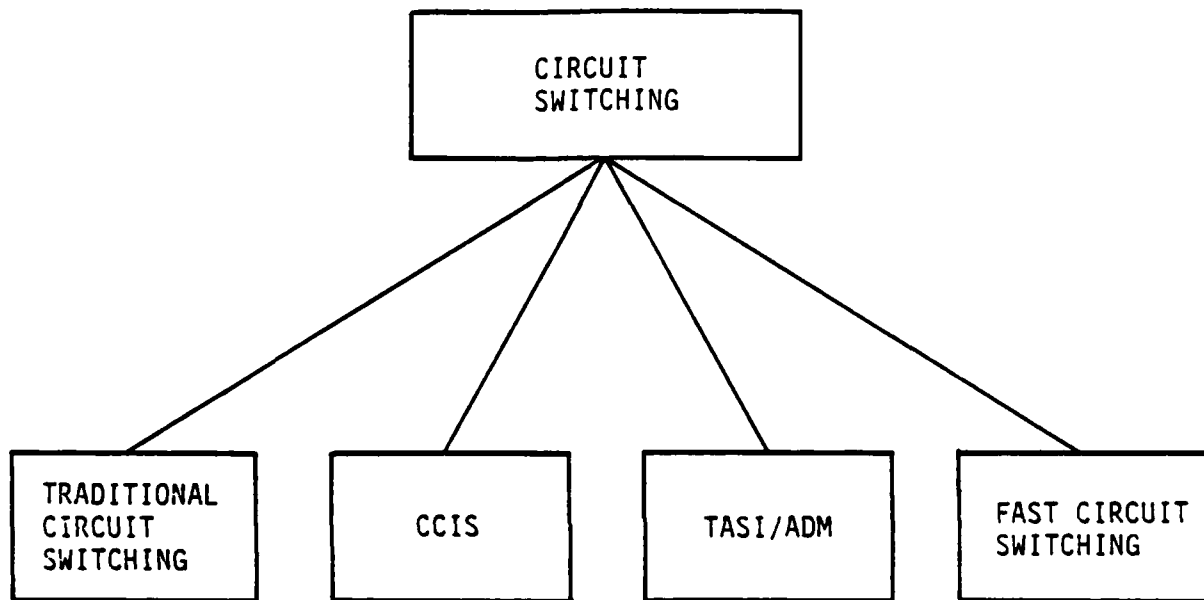 CIRCUIT
SWITCHING
TRADITIONAL
CIRCUIT
SWITCHING
CCIS
TASI/ADM
FAST CIRCUIT
SWITCHING